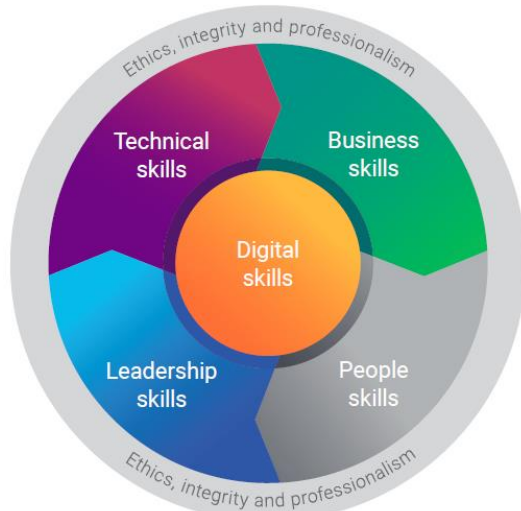 Ethics, integrity and professionalism
Technical
skills
Business
skills
Digital
skills
Leadership
skills
People
skills
Ethics, integrity and professionalism